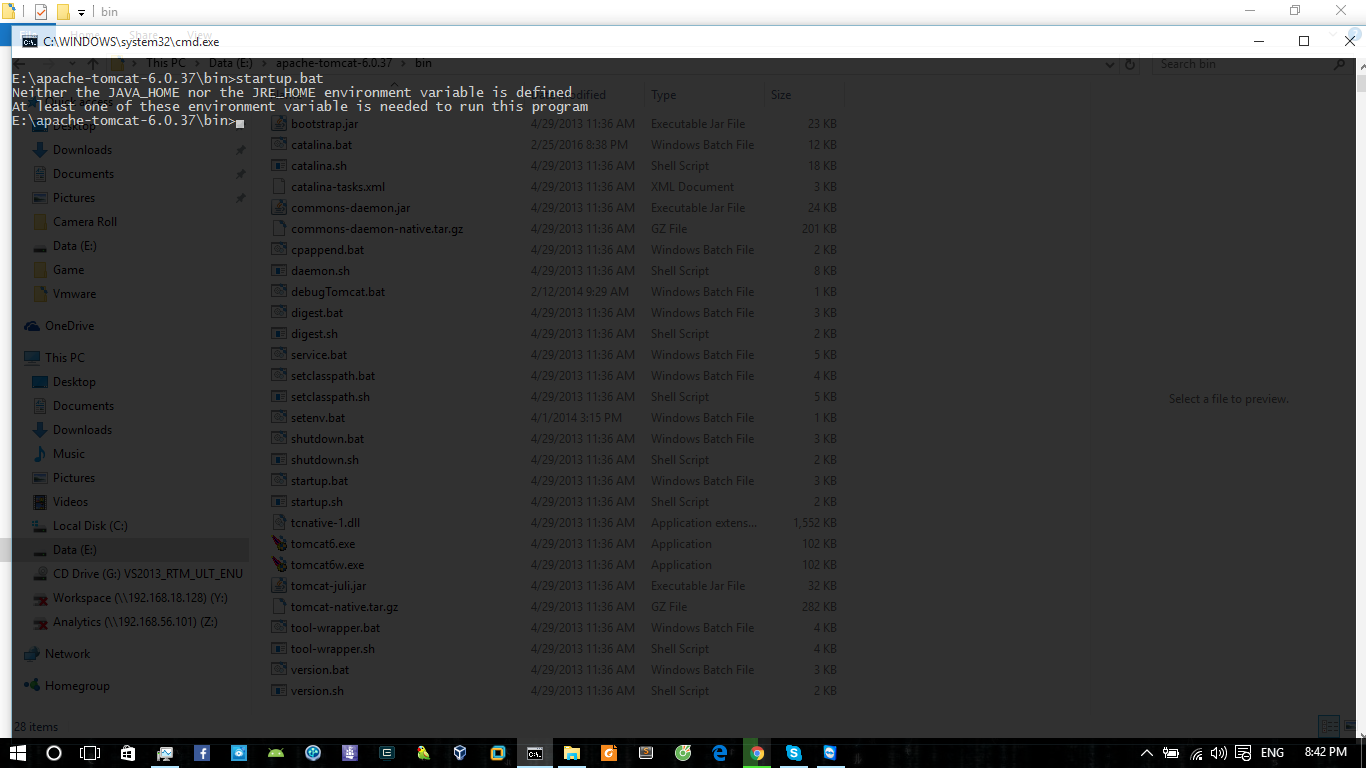 bin
Home Share View
C:\WINDOWS\system32\cmd.exe
This PC > Data (E:) > apache-tomcat-6.0.37 > bin
Search bin
E:\apache-tomcat-6.0.37\bin>startup.bat
Neither the JAVA_HOME nor the JRE_HOME environment variable is defined
At least one of these environment variable is needed to run this program
E:\apache-tomcat-6.0.37\bin>
modified Type Size
Quick access
Desktop
Downloads
Documents
Pictures
Camera Roll
Data (E:)
Game
Vmware
OneDrive
This PC
Desktop
Documents
Downloads
Music
Pictures
Videos
Local Disk (C:)
Data (E:)
CD Drive (G:) VS2013_RTM_ULT_ENU
Workspace (\\192.168.18.128) (Y:)
Analytics (\\192.168.56.101) (Z:)
Network
Homegroup
bootstrap.jar 4/29/2013 11:36 AM Executable Jar File 23 KB
catalina.bat 2/25/2016 8:38 PM Windows Batch File 12 KB
catalina.sh 4/29/2013 11:36 AM Shell Script 18 KB
catalina-tasks.xml 4/29/2013 11:36 AM XML Document 3 KB
commons-daemon.jar 4/29/2013 11:36 AM Executable Jar File 24 KB
commons-daemon-native.tar.gz 4/29/2013 11:36 AM GZ File 201 KB
cpappend.bat 4/29/2013 11:36 AM Windows Batch File 2 KB
daemon.sh 4/29/2013 11:36 AM Shell Script 8 KB
debugTomcat.bat 2/12/2014 9:29 AM Windows Batch File 1 KB
digest.bat 4/29/2013 11:36 AM Windows Batch File 3 KB
digest.sh 4/29/2013 11:36 AM Shell Script 2 KB
service.bat 4/29/2013 11:36 AM Windows Batch File 5 KB
setclasspath.bat 4/29/2013 11:36 AM Windows Batch File 4 KB
setclasspath.sh 4/29/2013 11:36 AM Shell Script 5 KB
setenv.bat 4/1/2014 3:15 PM Windows Batch File 1 KB
shutdown.bat 4/29/2013 11:36 AM Windows Batch File 3 KB
shutdown.sh 4/29/2013 11:36 AM Shell Script 2 KB
startup.bat 4/29/2013 11:36 AM Windows Batch File 3 KB
startup.sh 4/29/2013 11:36 AM Shell Script 2 KB
tcnative-1.dll 4/29/2013 11:36 AM Application extens... 1,552 KB
tomcat6.exe 4/29/2013 11:36 AM Application 102 KB
tomcat6w.exe 4/29/2013 11:36 AM Application 102 KB
tomcat-juli.jar 4/29/2013 11:36 AM Executable Jar File 32 KB
tomcat-native.tar.gz 4/29/2013 11:36 AM GZ File 282 KB
tool-wrapper.bat 4/29/2013 11:36 AM Windows Batch File 4 KB
tool-wrapper.sh 4/29/2013 11:36 AM Shell Script 4 KB
version.bat 4/29/2013 11:36 AM Windows Batch File 3 KB
version.sh 4/29/2013 11:36 AM Shell Script 2 KB
Select a file to preview.
28 items
ENG 8:42 PM